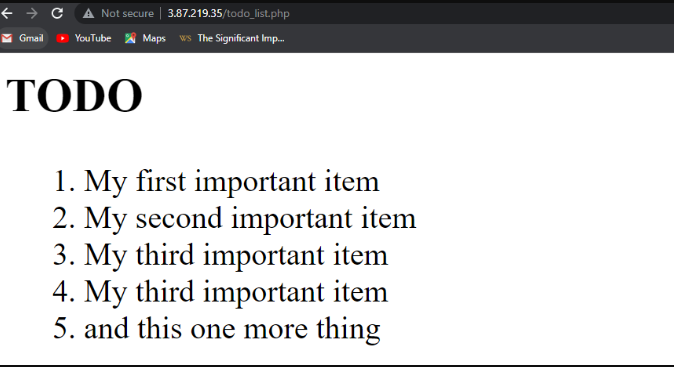 Not secure | 3.87.219.35/todo_list.php
Gmail YouTube Maps WS The Significant Imp...
TODO
1. My first important item
2. My second important item
3. My third important item
4. My third important item
5. and this one more thing